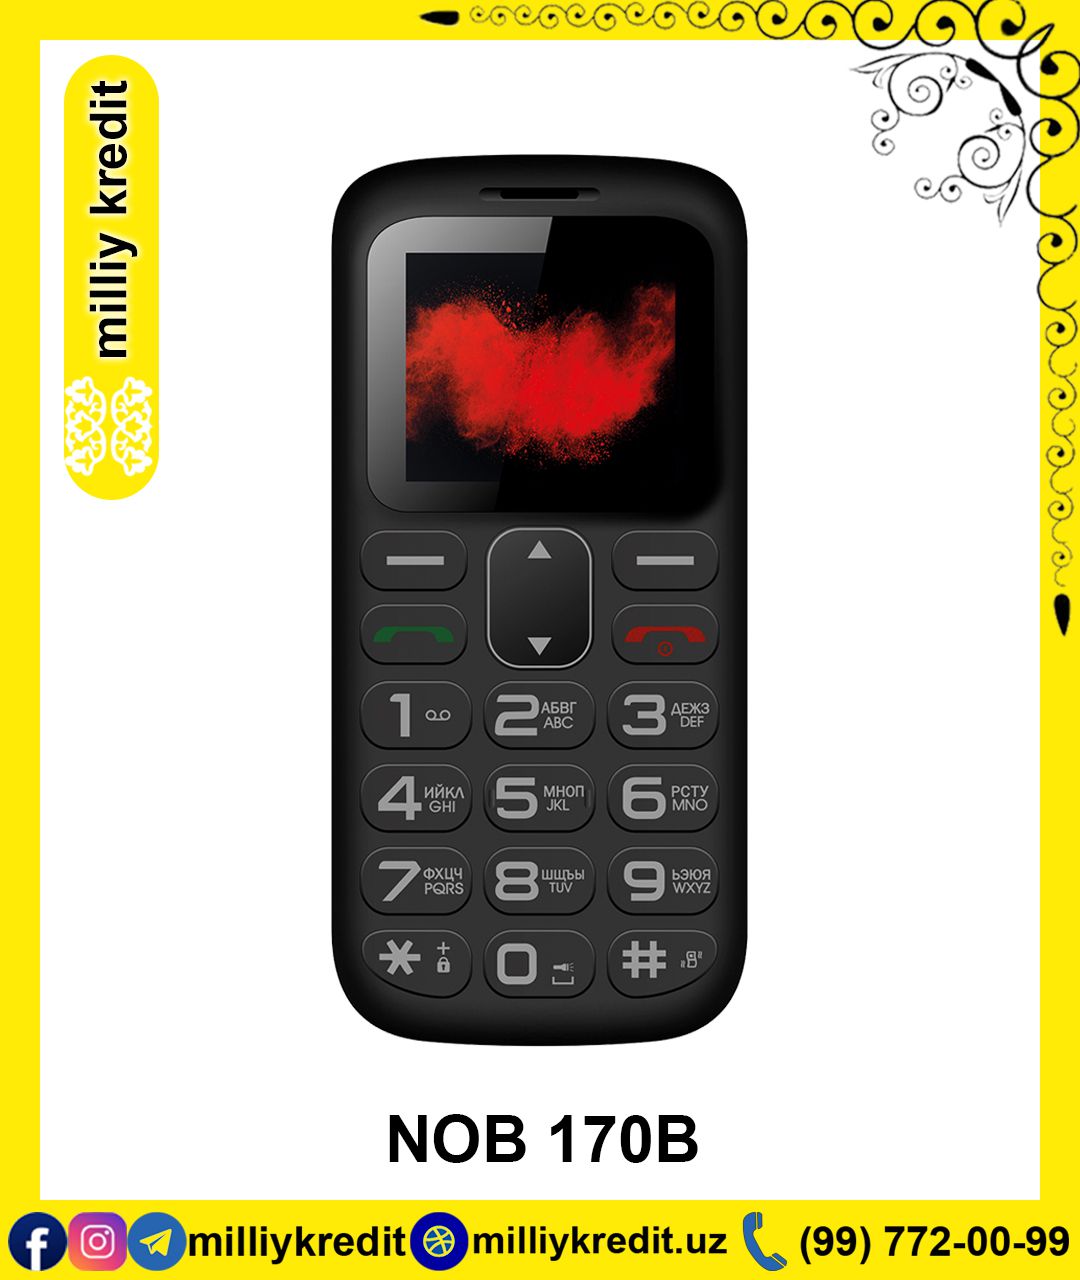 milliy kredit
1
2 АБВГ ABC
3 ДЕЖЗ DEF
4 ИЙКЛ GHI
5 МНОП JKL
6 РСТУ MNO
7 ФХЦЧ PQRS
8 ШЩЪЫ TUV
9 ЬЭЮЯ WXYZ
* +
0
#
NOB 170B
milliykredit milliykredit.uz (99) 772-00-99